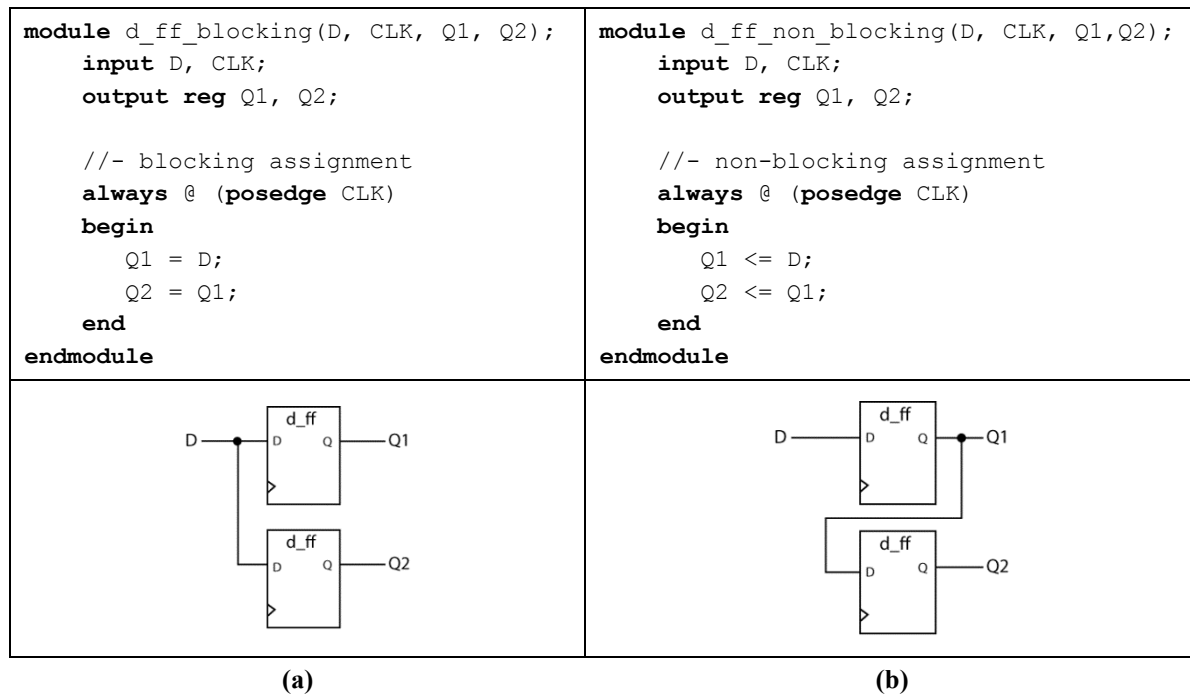 module d_ff_blocking(D, CLK, Q1, Q2);
input D, CLK;
output reg Q1, Q2;
//- blocking assignment
always @ (posedge CLK)
begin
Q1 = D;
Q2 = Q1;
end
endmodule
module d_ff_non_blocking(D, CLK, Q1,Q2);
input D, CLK;
output reg Q1, Q2;
//- non-blocking assignment
always @ (posedge CLK)
begin
Q1 <= D;
Q2 <= Q1;
end
endmodule
d_ff
D D Q Q1
d_ff
D Q Q2
d_ff
D D Q Q1
d_ff
D Q Q2
(a)
(b)